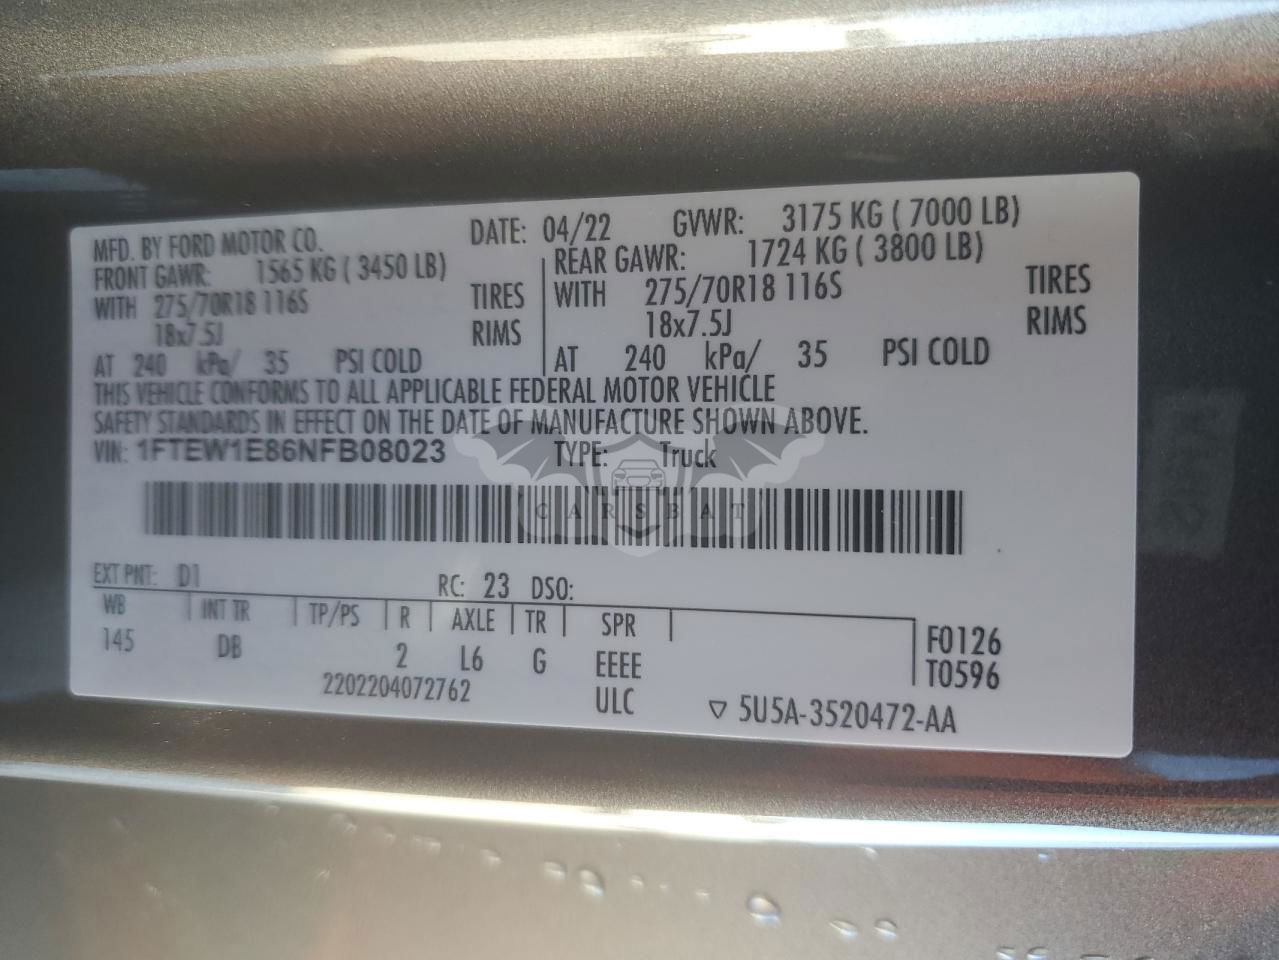 MFD. BY FORD MOTOR CO. DATE: 04/22 GVWR: 3175 KG ( 7000 LB)
FRONT GAWR: 1565 KG ( 3450 LB) REAR GAWR: 1724 KG ( 3800 LB)
WITH 275/70R18 116S TIRES WITH 275/70R18 116S TIRES
18x7.5J RIMS 18x7.5J RIMS
AT 240 kPa/ 35 PSI COLD AT 240 kPa/ 35 PSI COLD
THIS VEHICLE CONFORMS TO ALL APPLICABLE FEDERAL MOTOR VEHICLE
SAFETY STANDARDS IN EFFECT ON THE DATE OF MANUFACTURE SHOWN ABOVE.
VIN: 1FTEW1E86NFB08023 TYPE: Truck
CARSBAT
EXT PNT: D1 RC: 23 DSO:
WB INT TR TP/PS R AXLE TR SPR
145 DB 2 L6 G EEEE
F0126
T0596
2202204072762 ULC 5U5A-3520472-AA